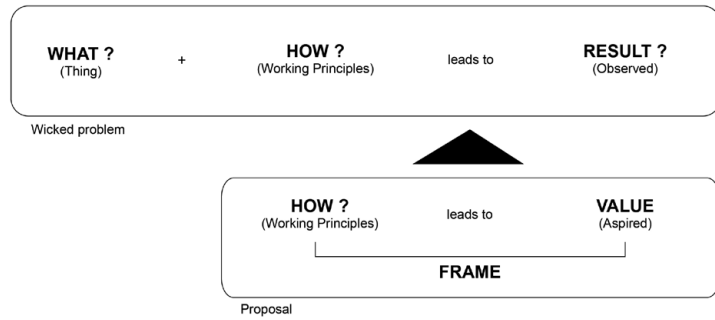 WHAT ? + HOW ? leads to RESULT ?
(Thing) (Working Principles) (Observed)
Wicked problem
HOW ? leads to VALUE
(Working Principles) (Aspired)
FRAME
Proposal